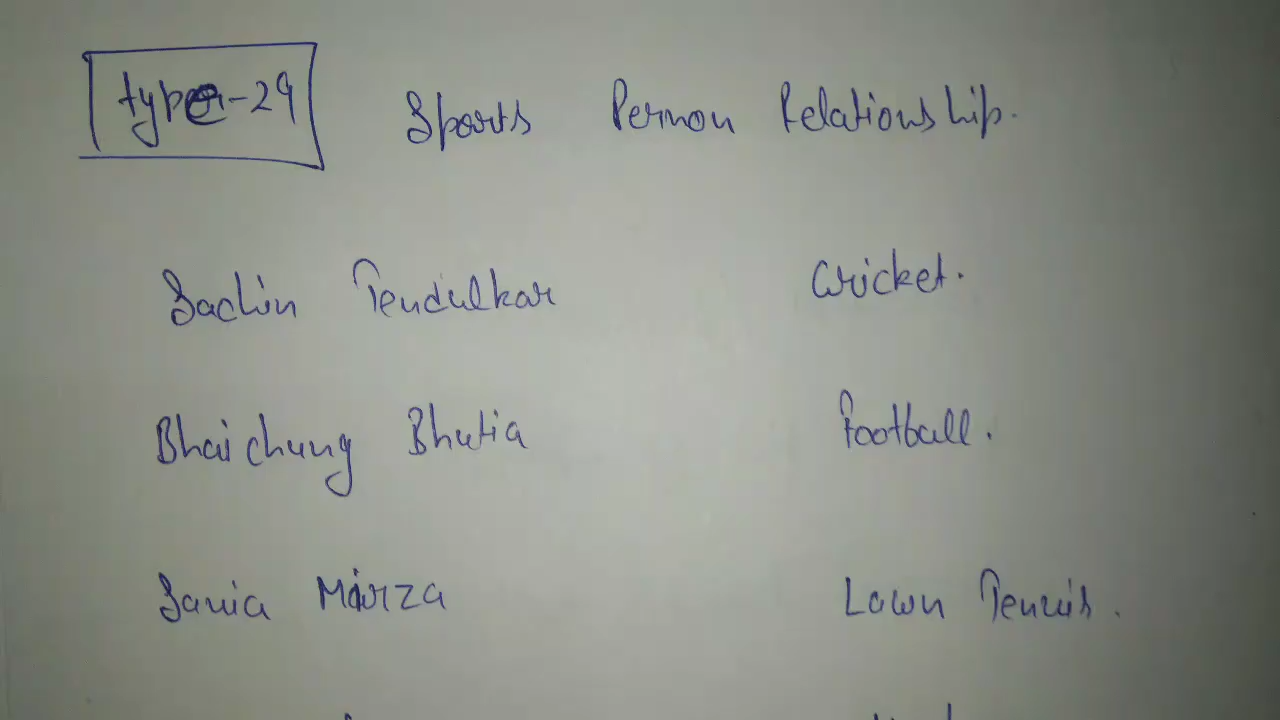 type-29 Sports Person Relationship.
Sachin Tendulkar Cricket.
Bhaichung Bhutia Football.
Sania Mirza Lawn Tennis.